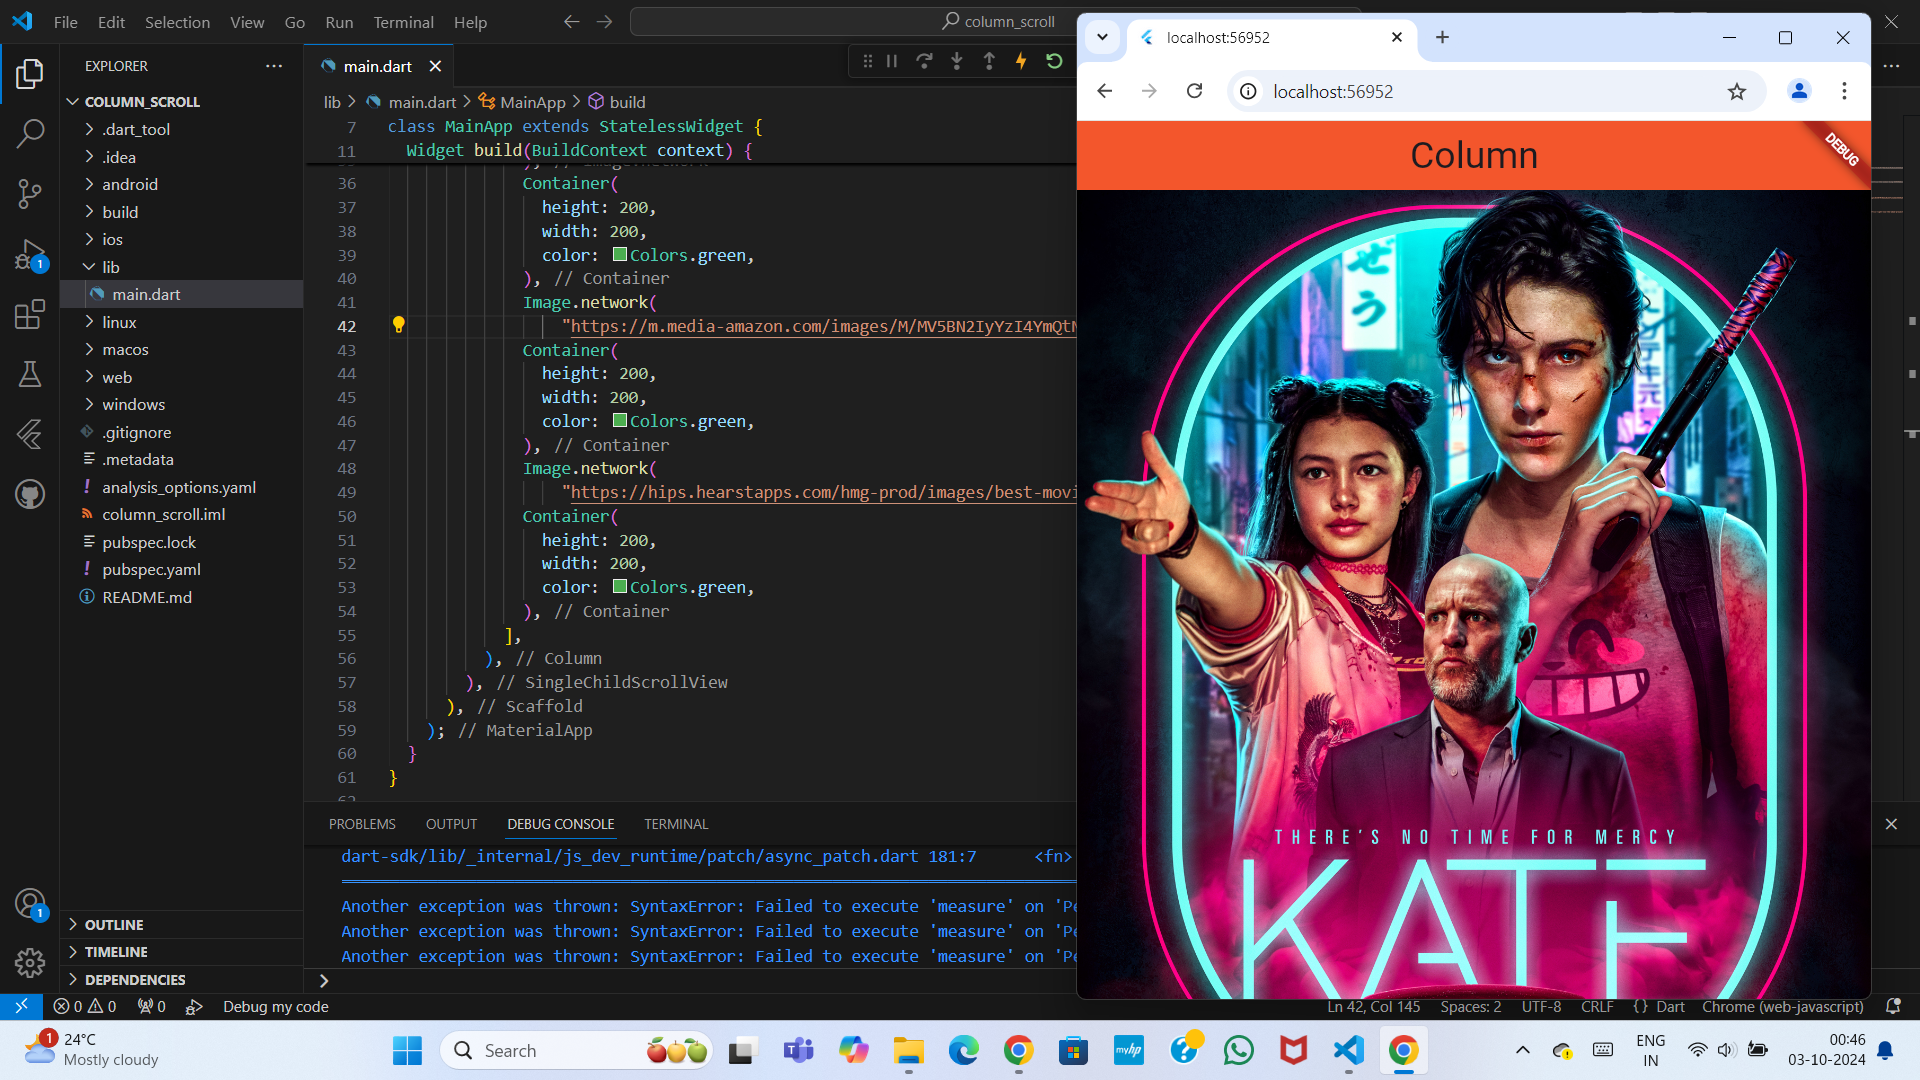 File Edit Selection View Go Run Terminal Help
column_scroll
EXPLORER
COLUMN_SCROLL
.dart_tool
.idea
android
build
ios
lib
main.dart
linux
macos
web
windows
.gitignore
.metadata
analysis_options.yaml
column_scroll.iml
pubspec.lock
pubspec.yaml
README.md
OUTLINE
TIMELINE
DEPENDENCIES
main.dart
lib > main.dart > MainApp > build
7 class MainApp extends StatelessWidget {
11 Widget build(BuildContext context) {
36 Container(
37 height: 200,
38 width: 200,
39 color: Colors.green,
40 ), // Container
41 Image.network(
42 "https://m.media-amazon.com/images/M/MV5BN2IyYzI4YmQt
43 Container(
44 height: 200,
45 width: 200,
46 color: Colors.green,
47 ), // Container
48 Image.network(
49 "https://hips.hearstapps.com/hmg-prod/images/best-movi
50 Container(
51 height: 200,
52 width: 200,
53 color: Colors.green,
54 ), // Container
55 ],
56 ), // Column
57 ), // SingleChildScrollView
58 ), // Scaffold
59 ); // MaterialApp
60 }
61 }
PROBLEMS OUTPUT DEBUG CONSOLE TERMINAL
dart-sdk/lib/_internal/js_dev_runtime/patch/async_patch.dart 181:7 <fn>
Another exception was thrown: SyntaxError: Failed to execute 'measure' on 'Pe
Another exception was thrown: SyntaxError: Failed to execute 'measure' on 'Pe
Another exception was thrown: SyntaxError: Failed to execute 'measure' on 'Pe
localhost:56952
localhost:56952
Column
DEBUG
ぜ
う
THERE'S NO TIME FOR MERCY
KATE
0 0 0 Debug my code
Ln 42, Col 145 Spaces: 2 UTF-8 CRLF {} Dart Chrome (web-javascript)
1
1
1
24°C
Mostly cloudy
Search
myhp
ENG
IN
00:46
03-10-2024